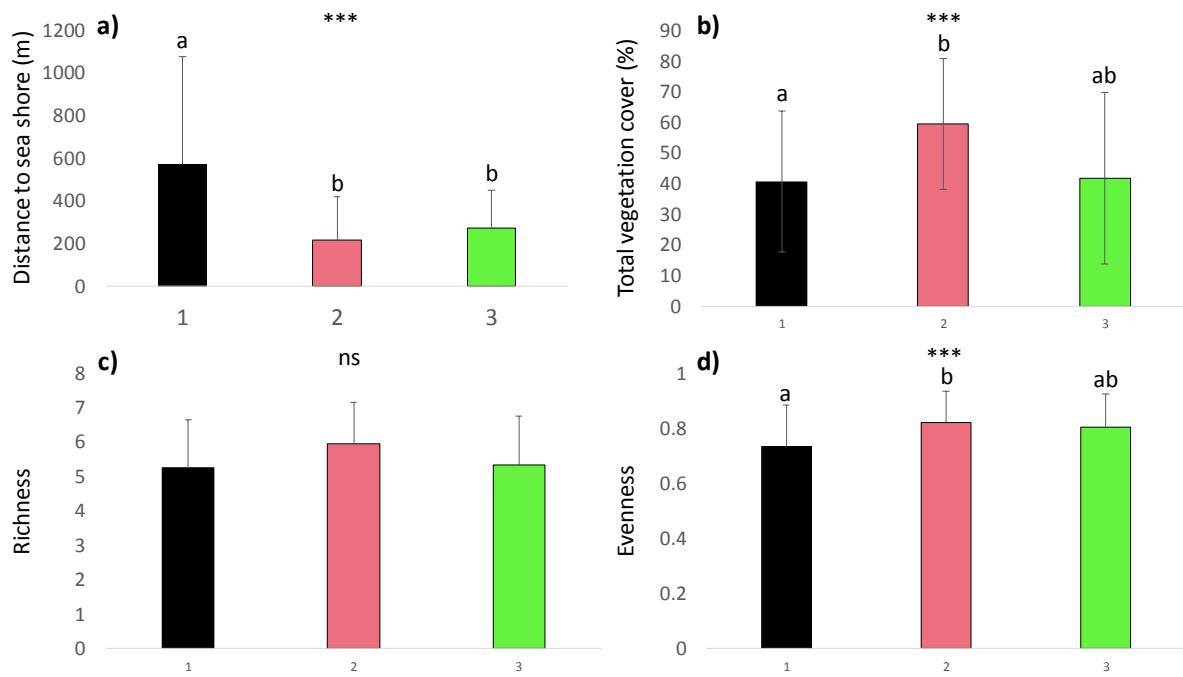 a)
***
Distance to sea shore (m)
1200
1000
800
600
400
200
0
a
b
b
1
2
3
b)
***
Total vegetation cover (%)
90
80
70
60
50
40
30
20
10
0
a
b
ab
1
2
3
c)
ns
Richness
8
7
6
5
4
3
2
1
0
1
2
3
d)
***
Evenness
1
0.8
0.6
0.4
0.2
0
a
b
ab
1
2
3